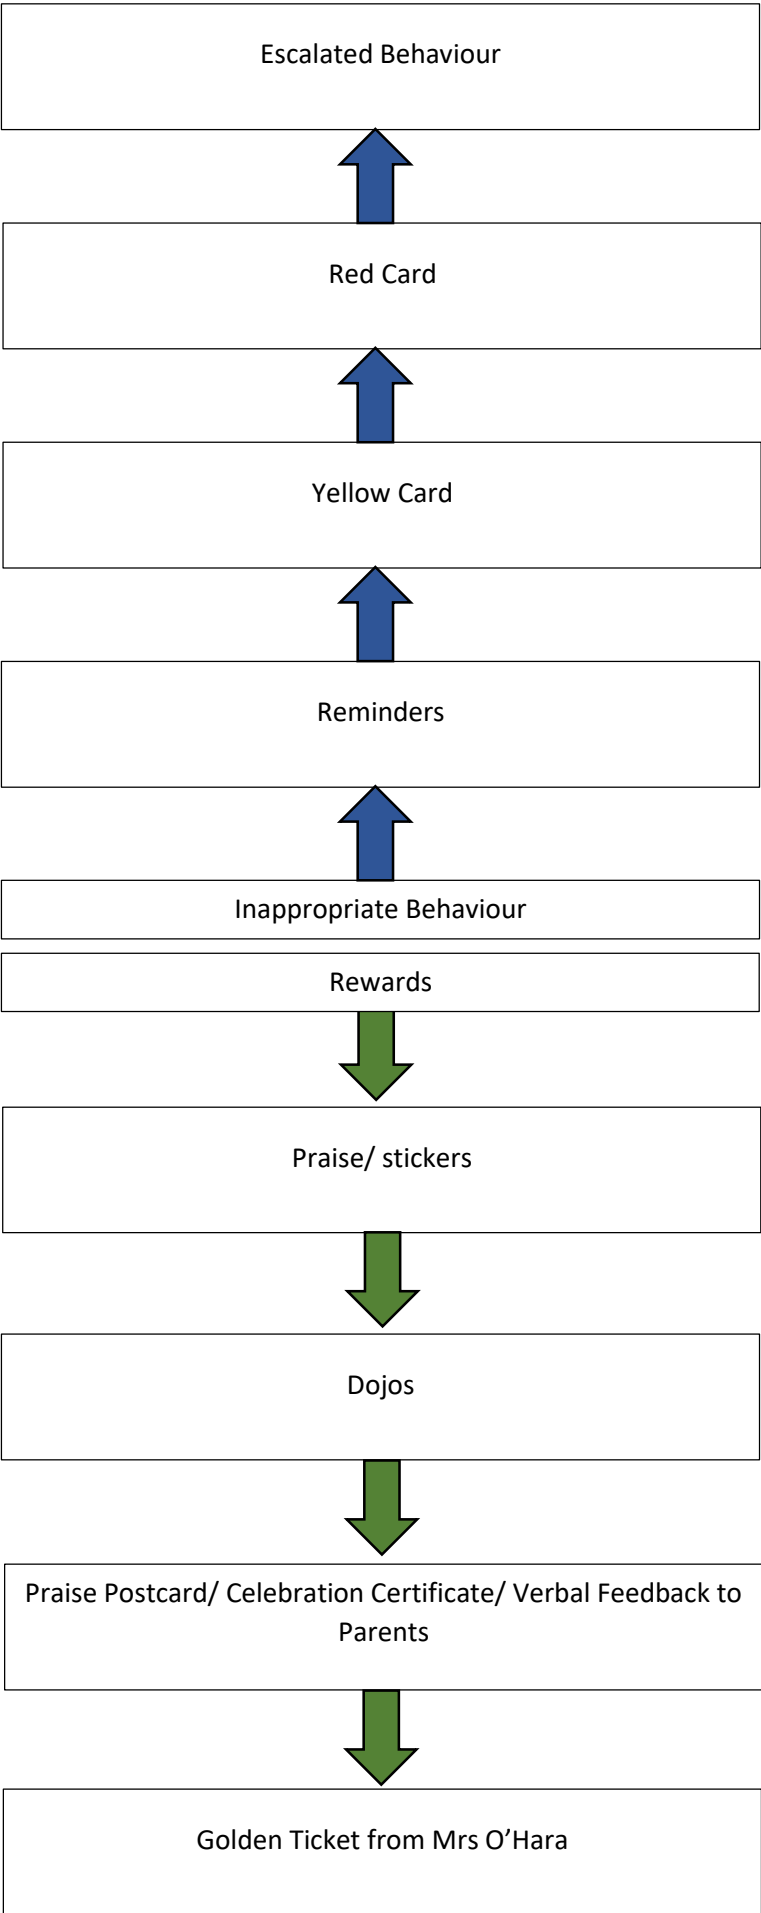 Escalated Behaviour
Red Card
Yellow Card
Reminders
Inappropriate Behaviour
Rewards
Praise/ stickers
Dojos
Praise Postcard/ Celebration Certificate/ Verbal Feedback to
Parents
Golden Ticket from Mrs O’Hara